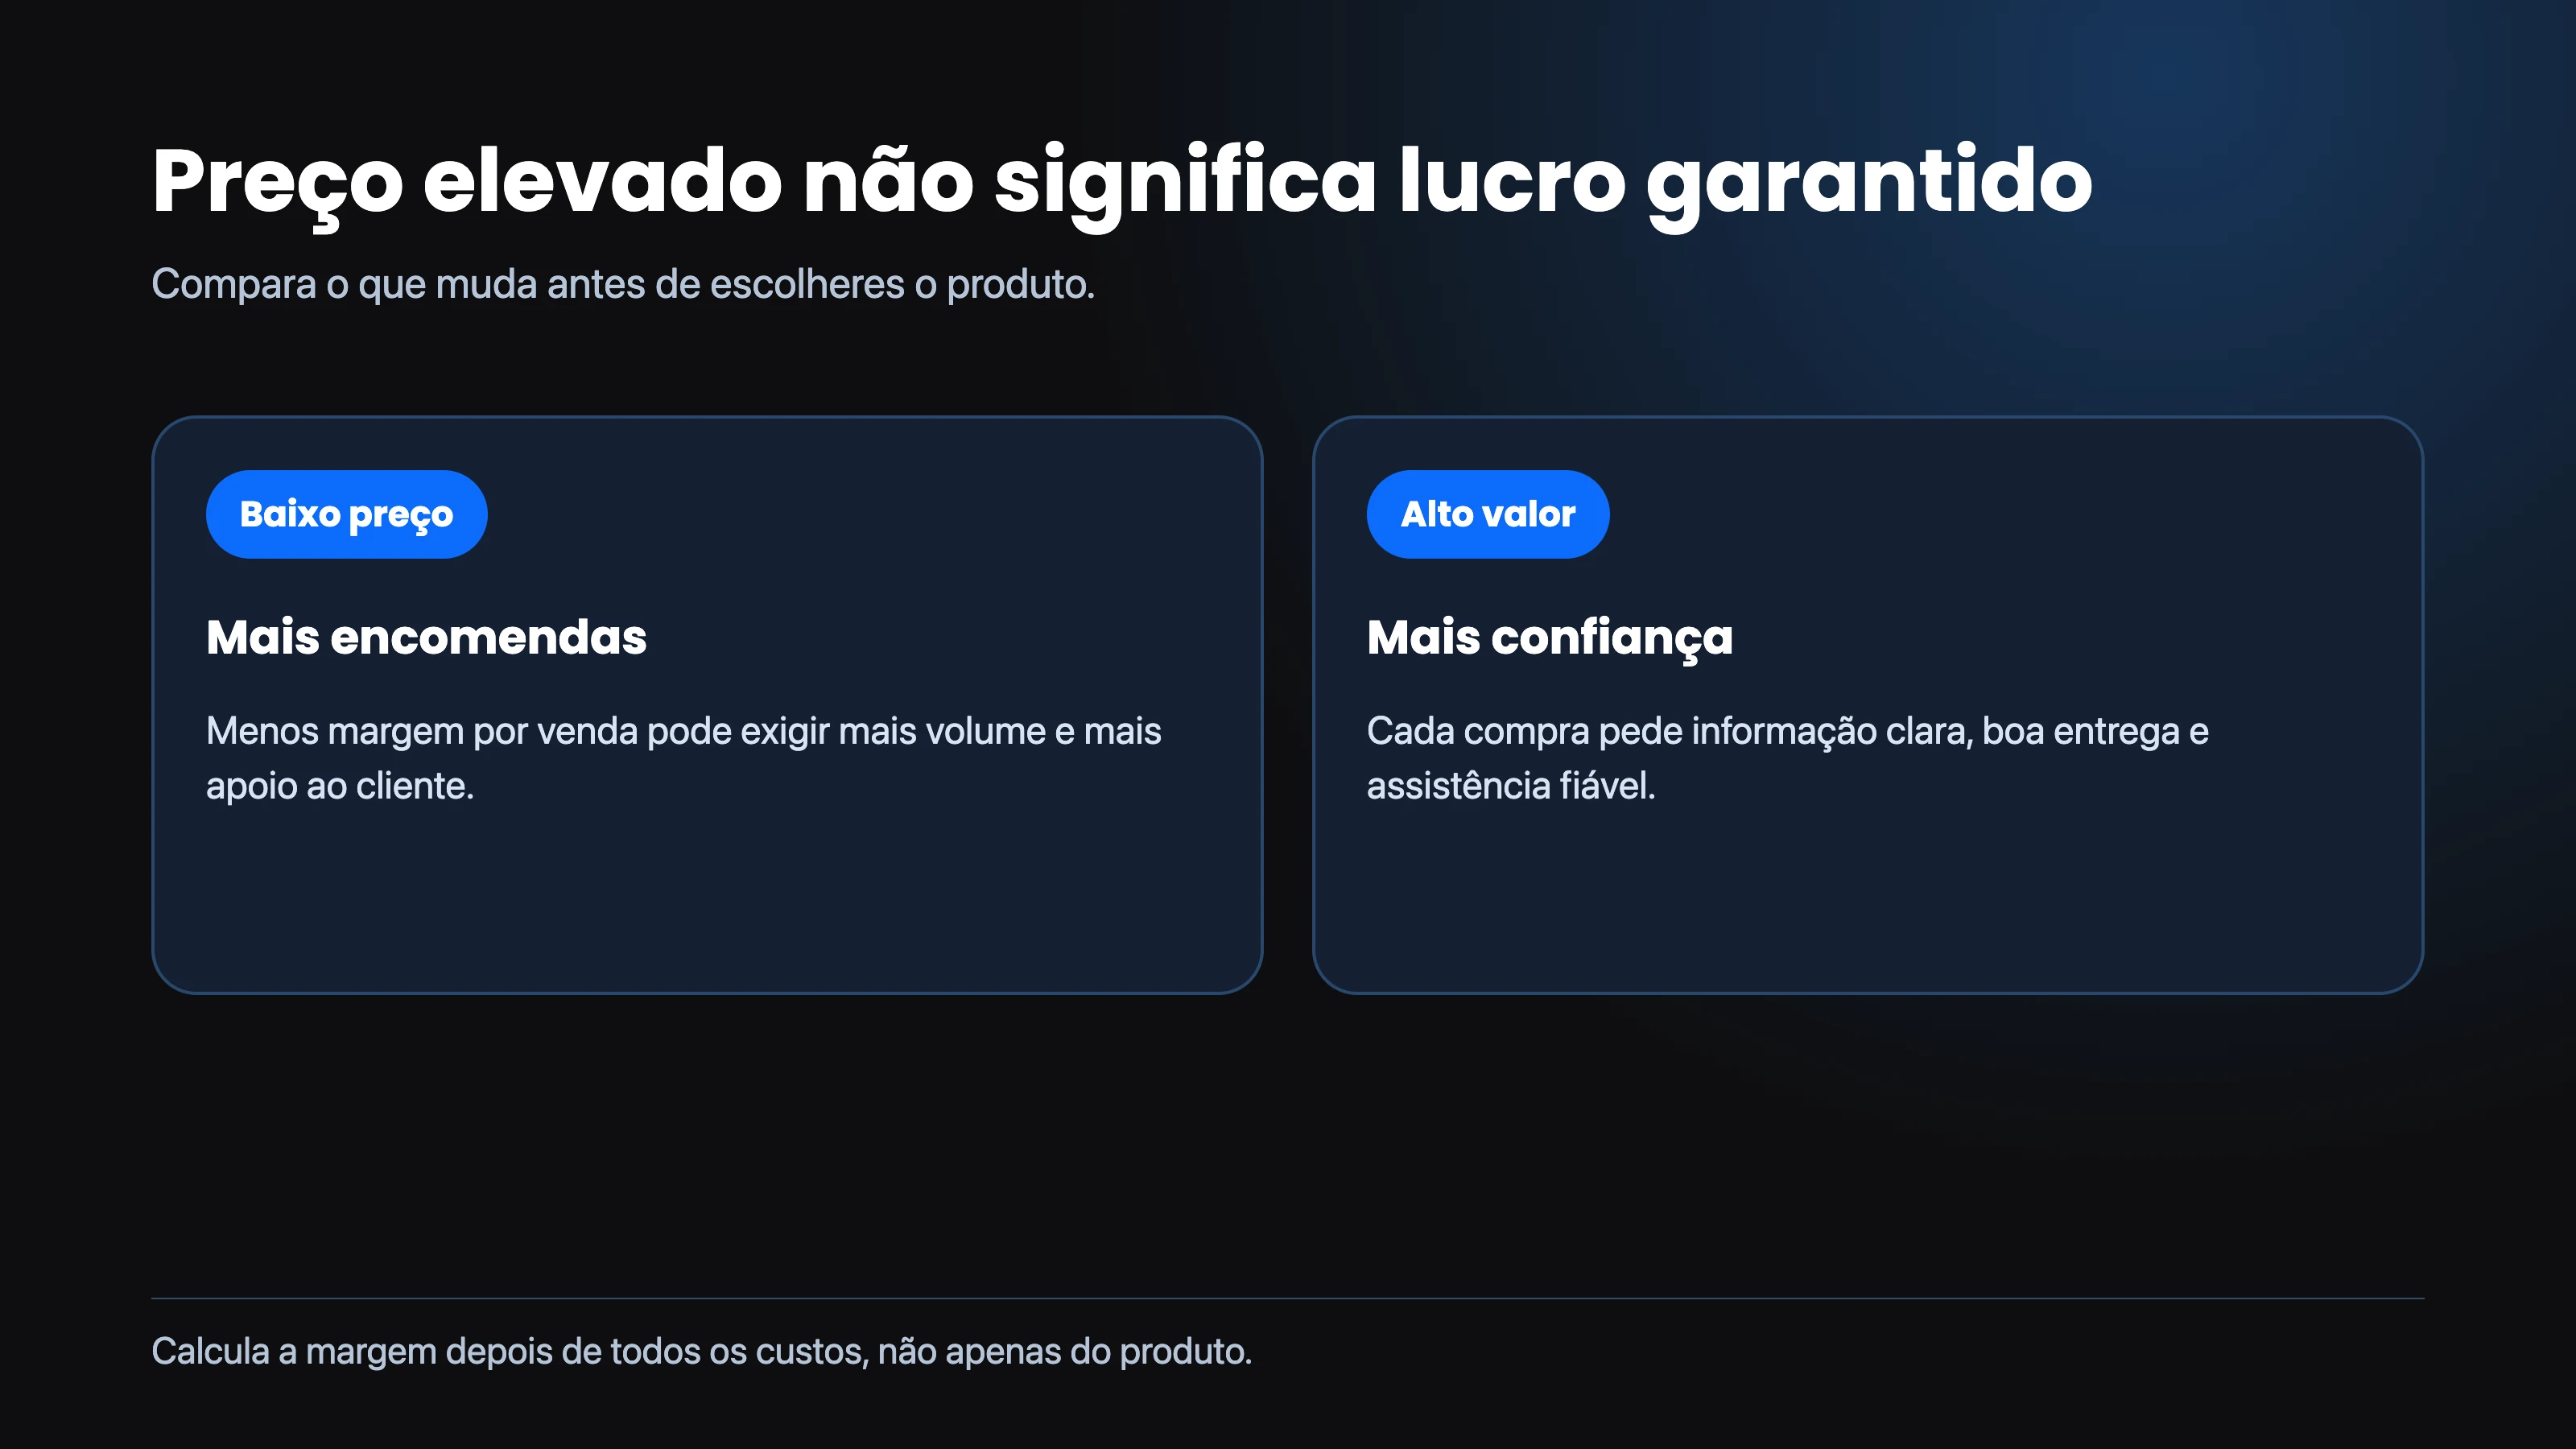 Preço elevado não significa lucro garantido
Compara o que muda antes de escolheres o produto.
Baixo preço
Mais encomendas
Menos margem por venda pode exigir mais volume e mais
apoio ao cliente.
Alto valor
Mais confiança
Cada compra pede informação clara, boa entrega e
assistência fiável.
Calcula a margem depois de todos os custos, não apenas do produto.